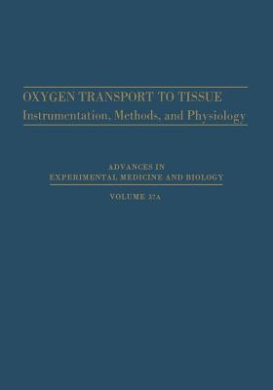 OXYGEN TRANSPORT TO TISSUE
Instrumentation, Methods, and Physiology
ADVANCES IN
EXPERIMENTAL MEDICINE AND BIOLOGY
VOLUME 37A